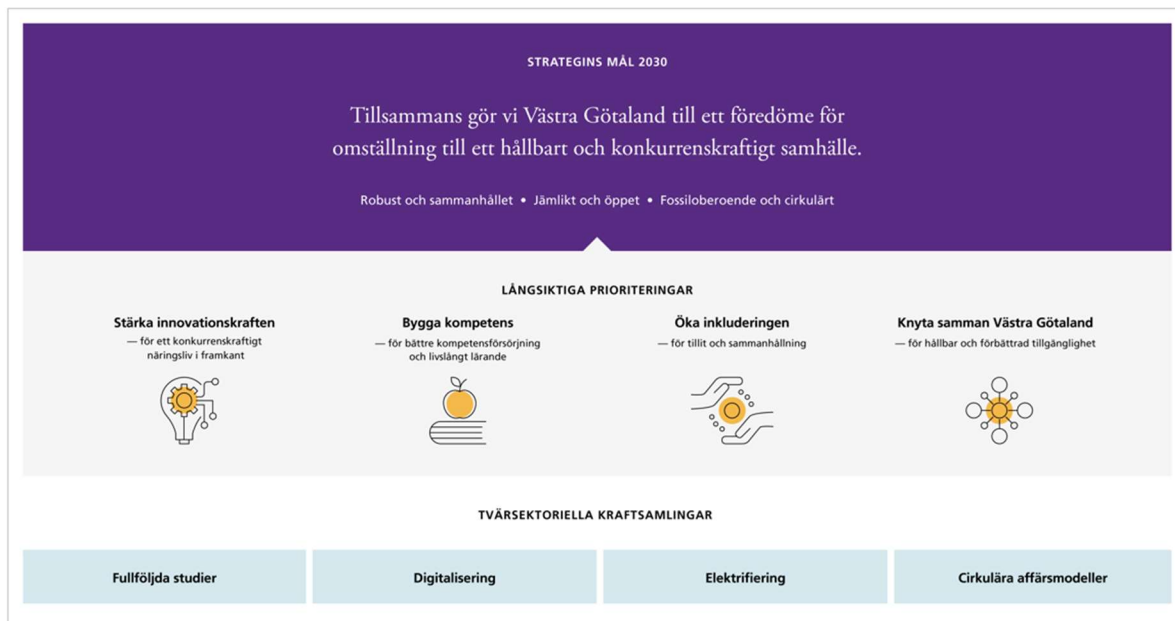 STRATEGINS MÅL 2030
Tillsammans gör vi Västra Götaland till ett föredöme för
omställning till ett hållbart och konkurrenskraftigt samhälle.
Robust och sammanhållet • Jämlikt och öppet • Fossiloberoende och cirkulärt
LÅNGSIKTIGA PRIORITERINGAR
Stärka innovationskraften
— för ett konkurrenskraftigt
näringsliv i framkant
Bygga kompetens
— för bättre kompetensförsörjning
och livslångt lärande
Öka inkluderingen
— för tillit och sammanhållning
Knyta samman Västra Götaland
— för hållbar och förbättrad tillgänglighet
TVÄRSEKTORIELLA KRAFTSAMLINGAR
Fullföljda studier
Digitalisering
Elektrifiering
Cirkulära affärsmodeller